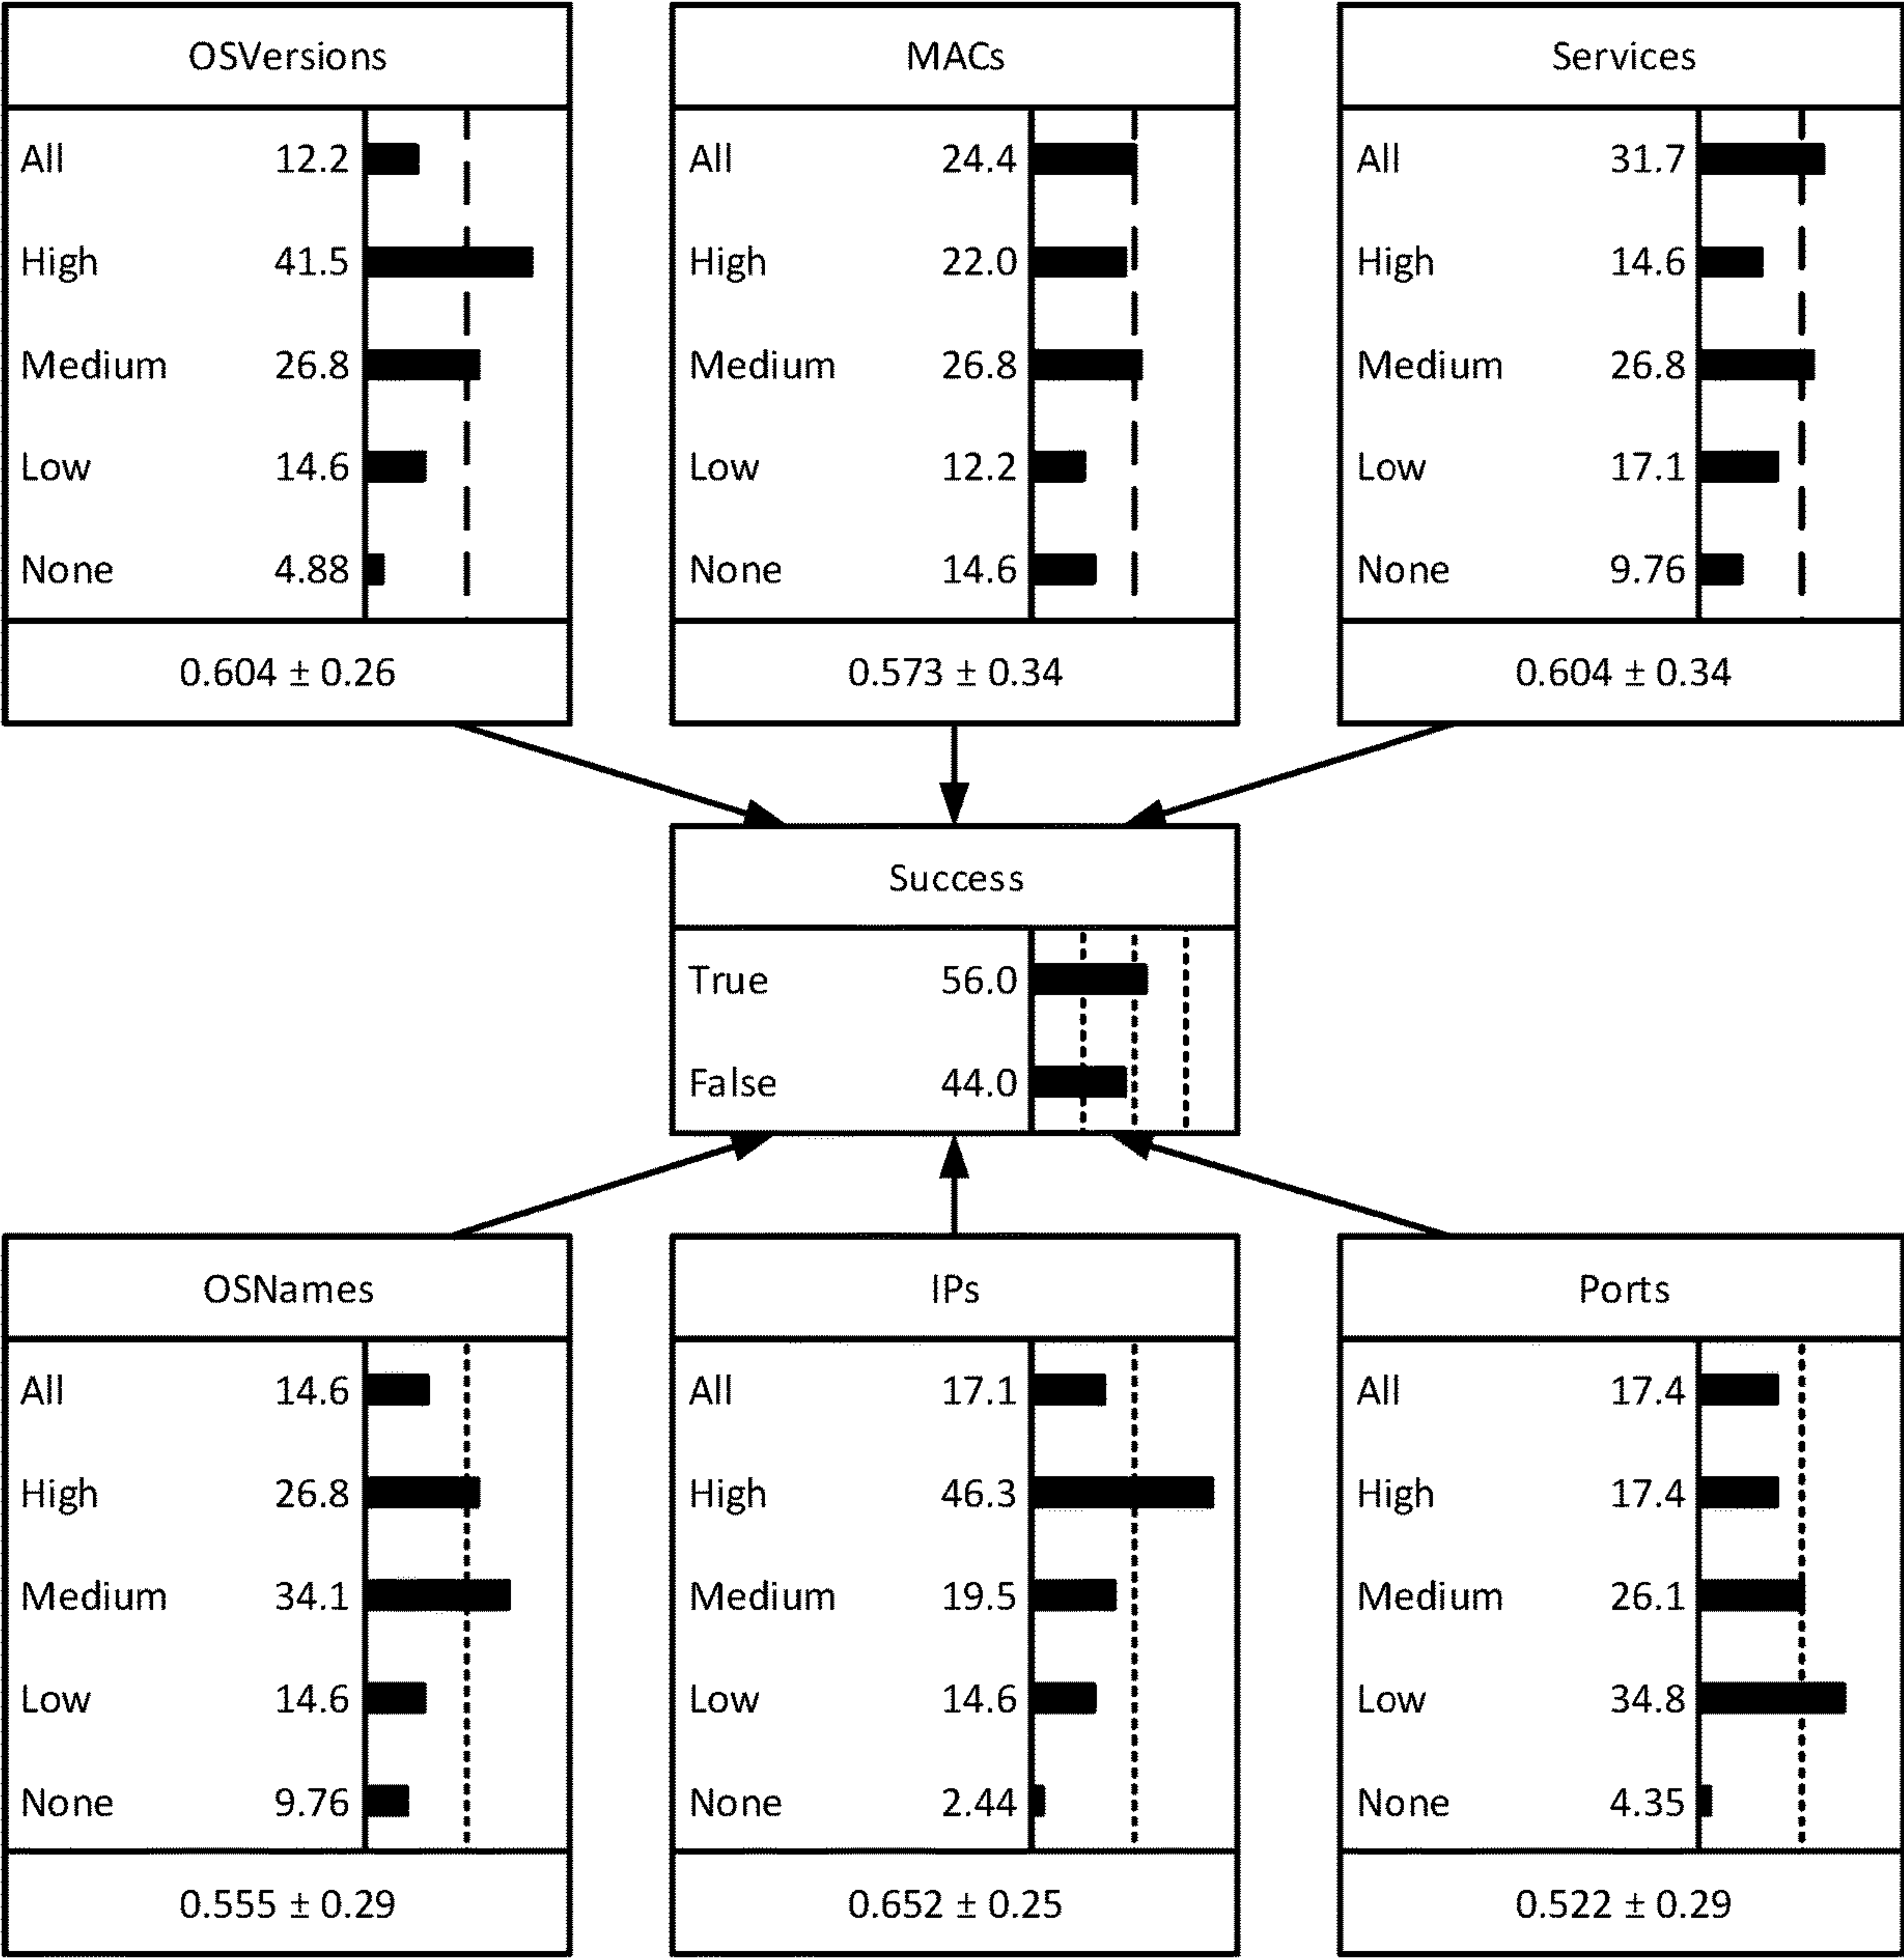 OSVersions
All 12.2
High 41.5
Medium 26.8
Low 14.6
None 4.88
0.604 ± 0.26
MACs
All 24.4
High 22.0
Medium 26.8
Low 12.2
None 14.6
0.573 ± 0.34
Services
All 31.7
High 14.6
Medium 26.8
Low 17.1
None 9.76
0.604 ± 0.34
Success
True 56.0
False 44.0
OSNames
All 14.6
High 26.8
Medium 34.1
Low 14.6
None 9.76
0.555 ± 0.29
IPs
All 17.1
High 46.3
Medium 19.5
Low 14.6
None 2.44
0.652 ± 0.25
Ports
All 17.4
High 17.4
Medium 26.1
Low 34.8
None 4.35
0.522 ± 0.29